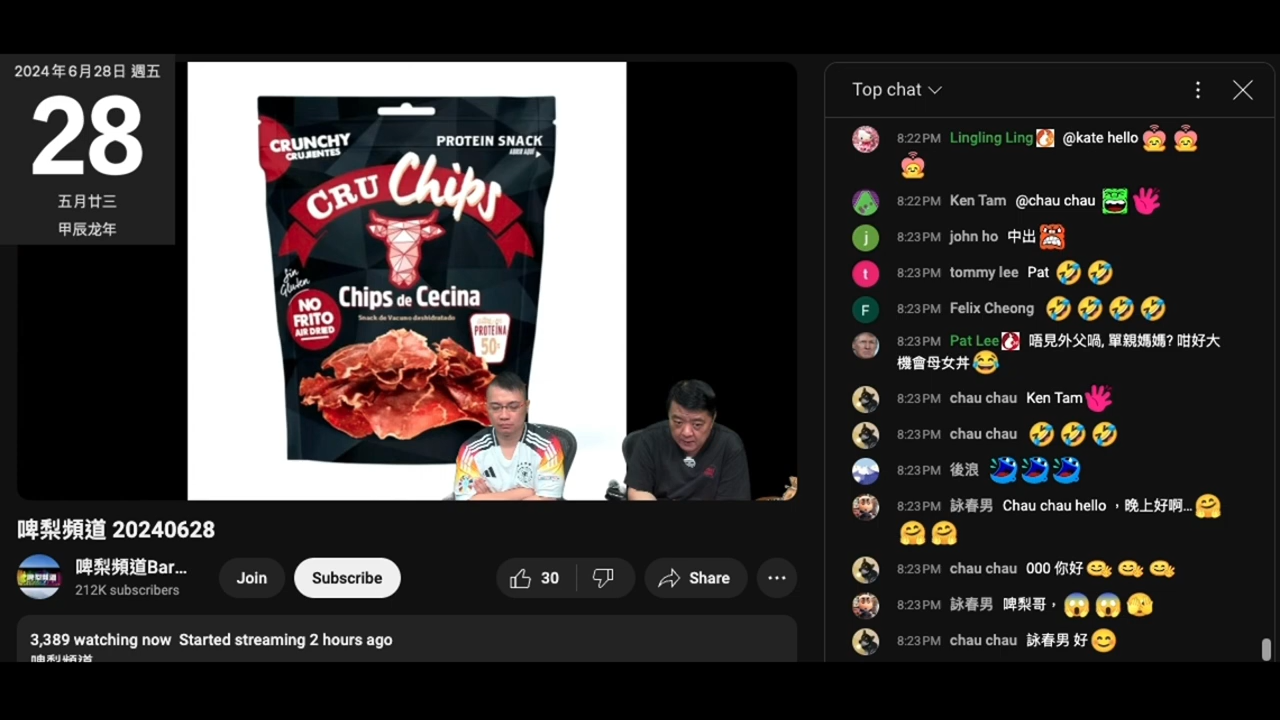 2024年6月28日 週五
28
五月廿三
甲辰龙年
CRUNCHY
CRUJIENTES
PROTEIN SNACK
ABRIR AQUÍ
CRU Chips
Sin
Gluten
NO
FRITO
AIR DRIED
Chips de Cecina
Snack de Vacuno deshidratado
PROTEÍNA
50%
啤梨頻道 20240628
啤梨頻道Bar...
212K subscribers
Join
Subscribe
30
Share
3,389 watching now Started streaming 2 hours ago
啤梨頻道
Top chat
8:22 PM Lingling Ling @kate hello
8:22 PM Ken Tam @chau chau
j 8:23 PM john ho 中出
t 8:23 PM tommy lee Pat 🤣🤣
F 8:23 PM Felix Cheong 🤣🤣🤣🤣
8:23 PM Pat Lee 唔見外父喎, 單親媽媽? 咁好大
機會母女丼😂
8:23 PM chau chau Ken Tam
8:23 PM chau chau 🤣🤣🤣
8:23 PM 後浪
8:23 PM 詠春男 Chau chau hello ，晚上好啊...🤗
🤗🤗
8:23 PM chau chau 000 你好
8:23 PM 詠春男 啤梨哥，😱😱🫣
8:23 PM chau chau 詠春男 好😊